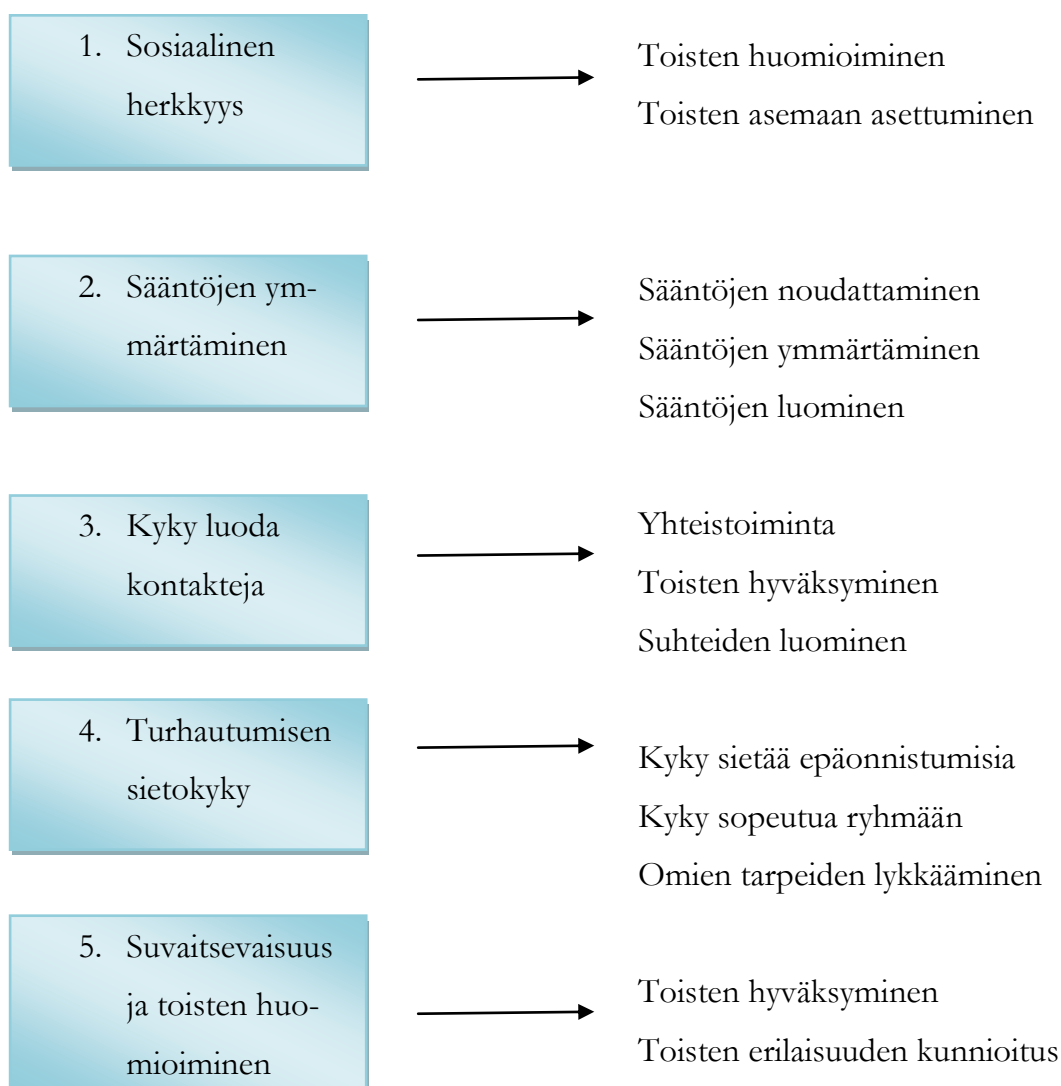 1. Sosiaalinen
herkkyys
Toisten huomioiminen
Toisten asemaan asettuminen
2. Sääntöjen ym-
märtäminen
Sääntöjen noudattaminen
Sääntöjen ymmärtäminen
Sääntöjen luominen
3. Kyky luoda
kontakteja
Yhteistoiminta
Toisten hyväksyminen
Suhteiden luominen
4. Turhautumisen
sietokyky
Kyky sietää epäonnistumisia
Kyky sopeutua ryhmään
Omien tarpeiden lykkääminen
5. Suvaitsevaisuus
ja toisten huo-
mioiminen
Toisten hyväksyminen
Toisten erilaisuuden kunnioitus